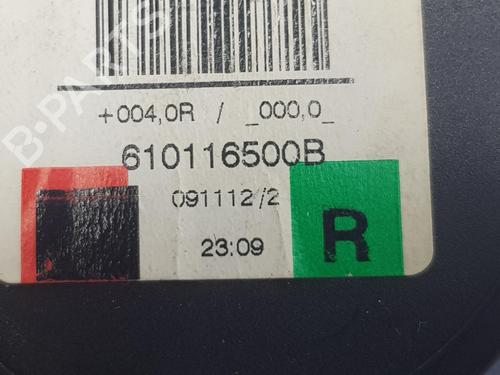 B-PARTS
+004,0R / _000,0_
610116500B
091112/2
23:09
R